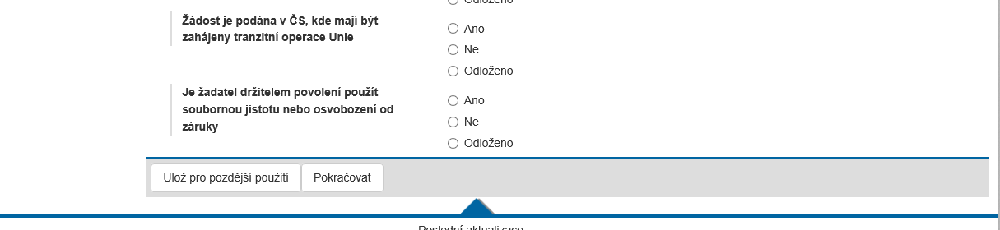 Odloženo
Žádost je podána v ČS, kde mají být
zahájeny tranzitní operace Unie
Ano
Ne
Odloženo
Je žadatel držitelem povolení použít
soubornou jistotu nebo osvobození od
záruky
Ano
Ne
Odloženo
Ulož pro pozdější použití Pokračovat
Poslední aktualizace